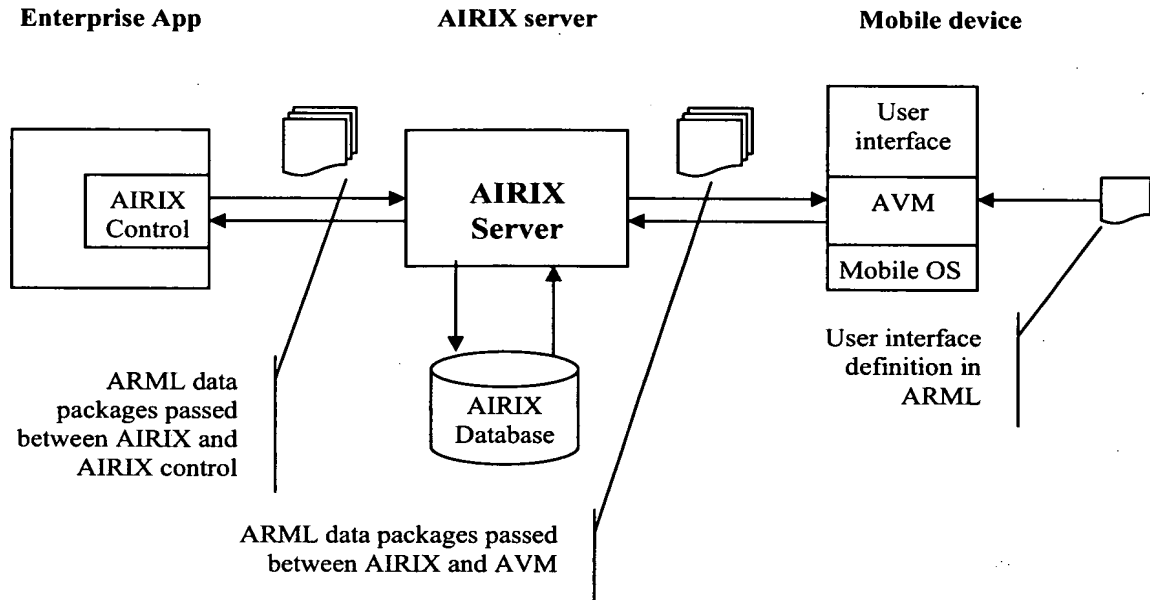 Enterprise App
AIRIX server
Mobile device
AIRIX
Control
AIRIX
Server
User
interface
AVM
Mobile OS
AIRIX
Database
ARML data
packages passed
between AIRIX and
AIRIX control
ARML data packages passed
between AIRIX and AVM
User interface
definition in
ARML